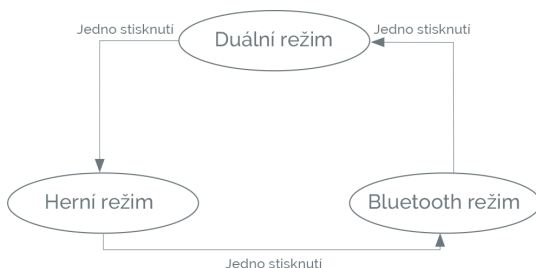 Jedno stisknutí
Duální režim
Jedno stisknutí
Herní režim
Bluetooth režim
Jedno stisknutí